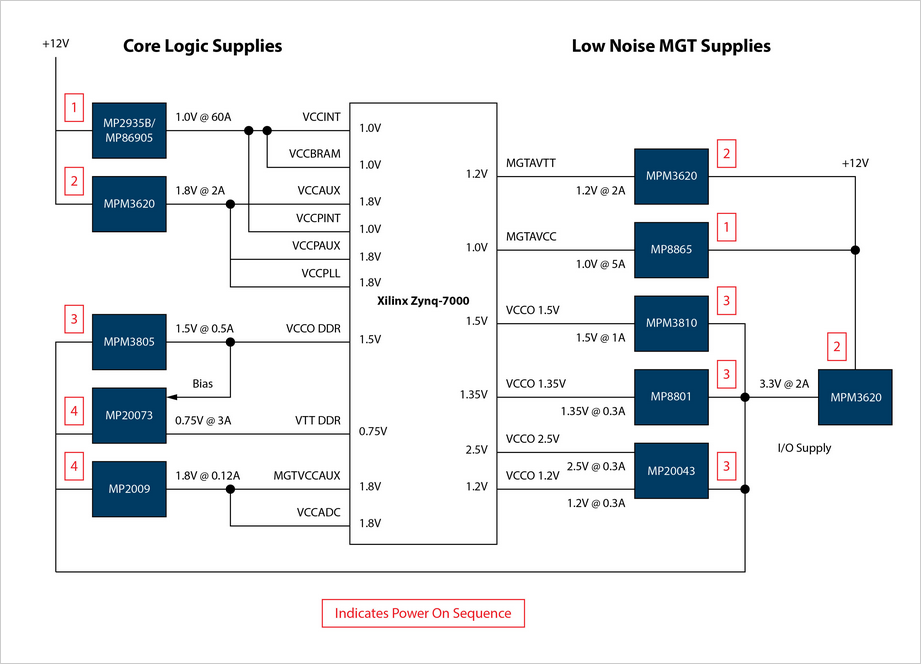 +12V
Core Logic Supplies
Low Noise MGT Supplies
1
MP2935B/
MP86905
1.0V @ 60A
VCCINT
1.0V
VCCBRAM
1.0V
2
MPM3620
1.8V @ 2A
VCCAUX
1.8V
VCCPINT
1.0V
VCCPAUX
1.8V
VCCPLL
1.8V
Xilinx Zynq-7000
3
MPM3805
1.5V @ 0.5A
VCCO DDR
1.5V
Bias
4
MP20073
0.75V @ 3A
VTT DDR
0.75V
4
MP2009
1.8V @ 0.12A
MGTVCCAUX
1.8V
VCCADC
1.8V
1.2V
MGTAVTT
1.2V @ 2A
MPM3620
2
+12V
1.0V
MGTAVCC
1.0V @ 5A
MP8865
1
1.5V
VCCO 1.5V
1.5V @ 1A
MPM3810
3
1.35V
VCCO 1.35V
1.35V @ 0.3A
MP8801
3
3.3V @ 2A
2
MPM3620
I/O Supply
2.5V
VCCO 2.5V
2.5V @ 0.3A
1.2V
VCCO 1.2V
1.2V @ 0.3A
MP20043
3
Indicates Power On Sequence